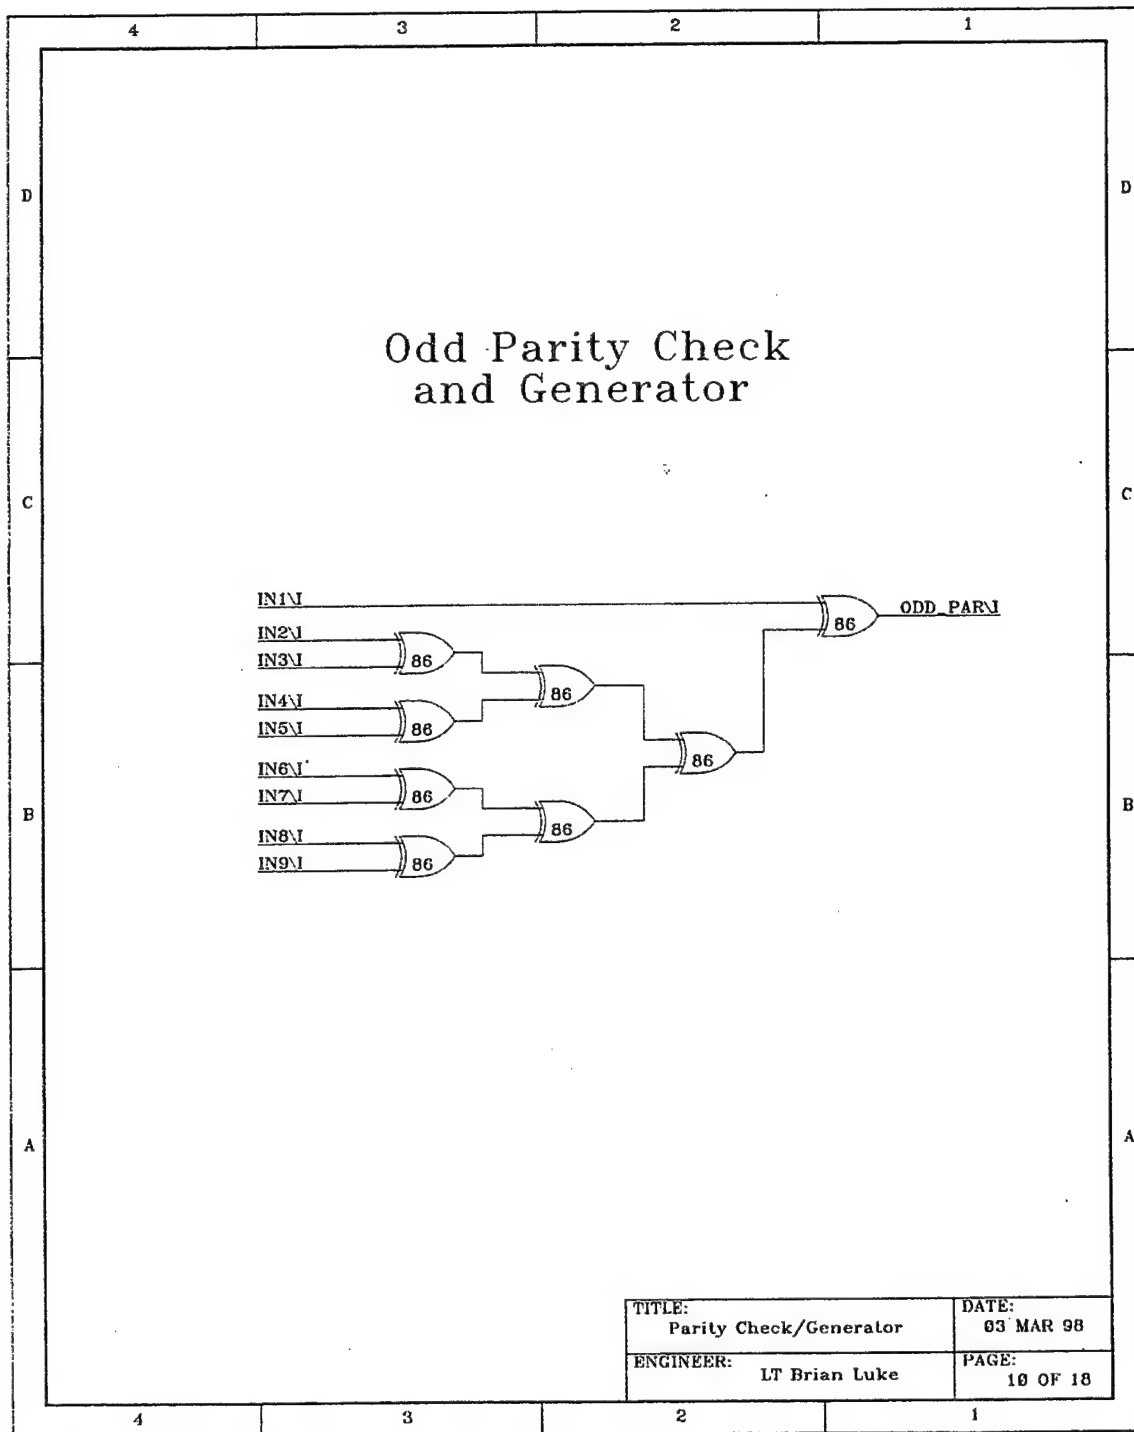 4 3 2 1
D D
Odd Parity Check
and Generator
C C
IN1\I
ODD_PAR\I
86
IN2\I
IN3\I
86
86
IN4\I
IN5\I
86
86
IN6\I
IN7\I
86
86
IN8\I
IN9\I
86
B B
A A
TITLE:
Parity Check/Generator
DATE:
03 MAR 98
ENGINEER:
LT Brian Luke
PAGE:
10 OF 18
4 3 2 1